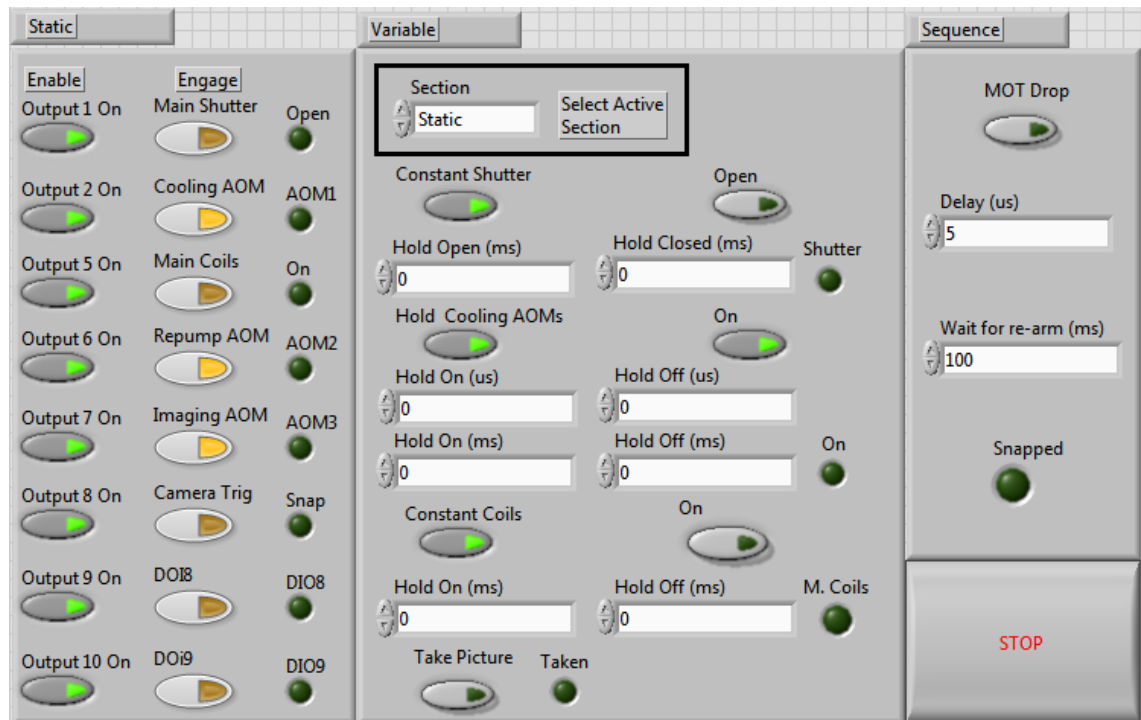 Static
Enable
Engage
Output 1 On
Main Shutter
Open
Output 2 On
Cooling AOM
AOM1
Output 5 On
Main Coils
On
Output 6 On
Repump AOM
AOM2
Output 7 On
Imaging AOM
AOM3
Output 8 On
Camera Trig
Snap
Output 9 On
DOI8
DIO8
Output 10 On
DOi9
DIO9
Variable
Section
Static
Select Active
Section
Constant Shutter
Open
Hold Open (ms)
0
Hold Closed (ms)
0
Shutter
Hold Cooling AOMs
On
Hold On (us)
0
Hold Off (us)
0
Hold On (ms)
0
Hold Off (ms)
0
On
Constant Coils
On
Hold On (ms)
0
Hold Off (ms)
0
M. Coils
Take Picture
Taken
Sequence
MOT Drop
Delay (us)
5
Wait for re-arm (ms)
100
Snapped
STOP